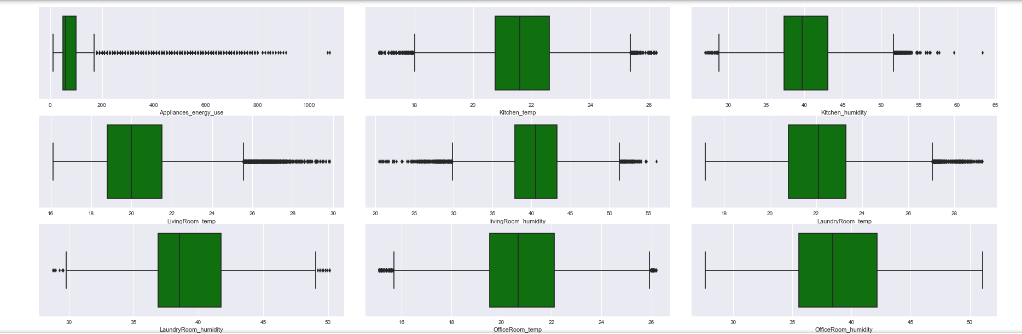 0 200 400 600 800 1000
Appliances_energy_use
18 20 22 24 26
Kitchen_temp
30 35 40 45 50 55 60 65
Kitchen_humidity
16 18 20 22 24 26 28 30
LivingRoom_temp
20 25 30 35 40 45 50 55
livingRoom_humidity
18 20 22 24 26 28
LaundryRoom_temp
30 35 40 45 50
LaundryRoom_humidity
16 18 20 22 24 26
OfficeRoom_temp
30 35 40 45 50
OfficeRoom_humidity